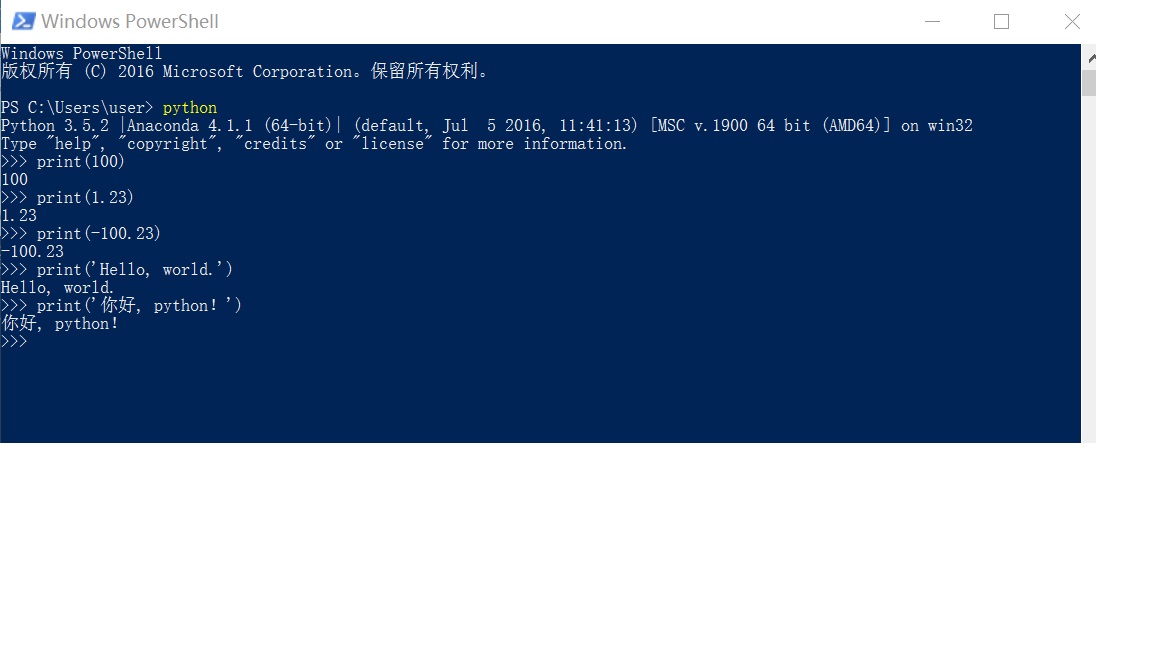 Windows PowerShell
Windows PowerShell
版权所有 (C) 2016 Microsoft Corporation。保留所有权利。
PS C:\Users\user> python
Python 3.5.2 |Anaconda 4.1.1 (64-bit)| (default, Jul  5 2016, 11:41:13) [MSC v.1900 64 bit (AMD64)] on win32
Type "help", "copyright", "credits" or "license" for more information.
>>> print(100)
100
>>> print(1.23)
1.23
>>> print(-100.23)
-100.23
>>> print('Hello, world.')
Hello, world.
>>> print('你好, python！')
你好, python！
>>>